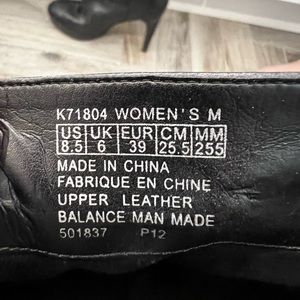 K71804 WOMEN'S M
US UK EUR CM MM
8.5 6 39 25.5 255
MADE IN CHINA
FABRIQUE EN CHINE
UPPER LEATHER
BALANCE MAN MADE
501837 P12